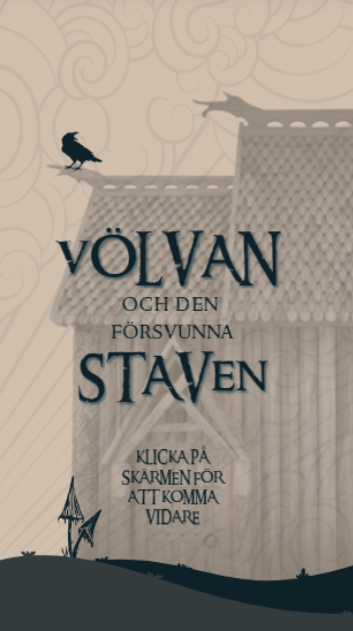 VÖLVAN
OCH DEN
FÖRSVUNNA
STAVEN
KLICKA PÅ
SKÄRMEN FÖR
ATT KOMMA
VIDARE